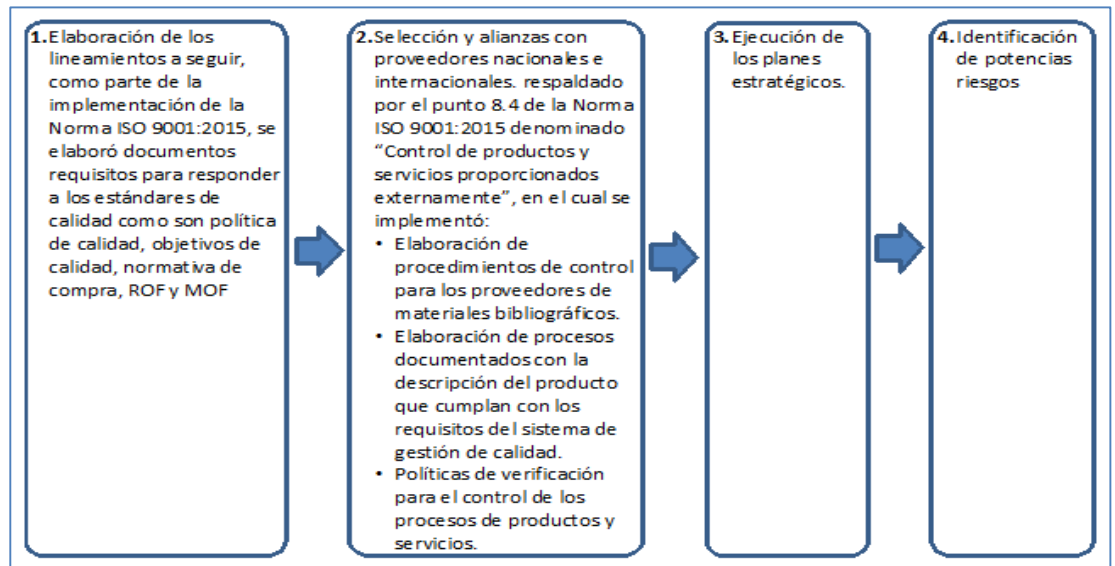 1. Elaboración de los
lineamientos a seguir,
como parte de la
implementación de la
Norma ISO 9001:2015, se
elaboró documentos
requisitos para responder
a los estándares de
calidad como son política
de calidad, objetivos de
calidad, normativa de
compra, ROF y MOF
2. Selección y alianzas con
proveedores nacionales e
internacionales. respaldado
por el punto 8.4 de la Norma
ISO 9001:2015 denominado
“Control de productos y
servicios proporcionados
externamente”, en el cual se
implementó:
• Elaboración de
procedimientos de control
para los proveedores de
materiales bibliográficos.
• Elaboración de procesos
documentados con la
descripción del producto
que cumplan con los
requisitos del sistema de
gestión de calidad.
• Políticas de verificación
para el control de los
procesos de productos y
servicios.
3. Ejecución de
los planes
estratégicos.
4. Identificación
de potencias
riesgos